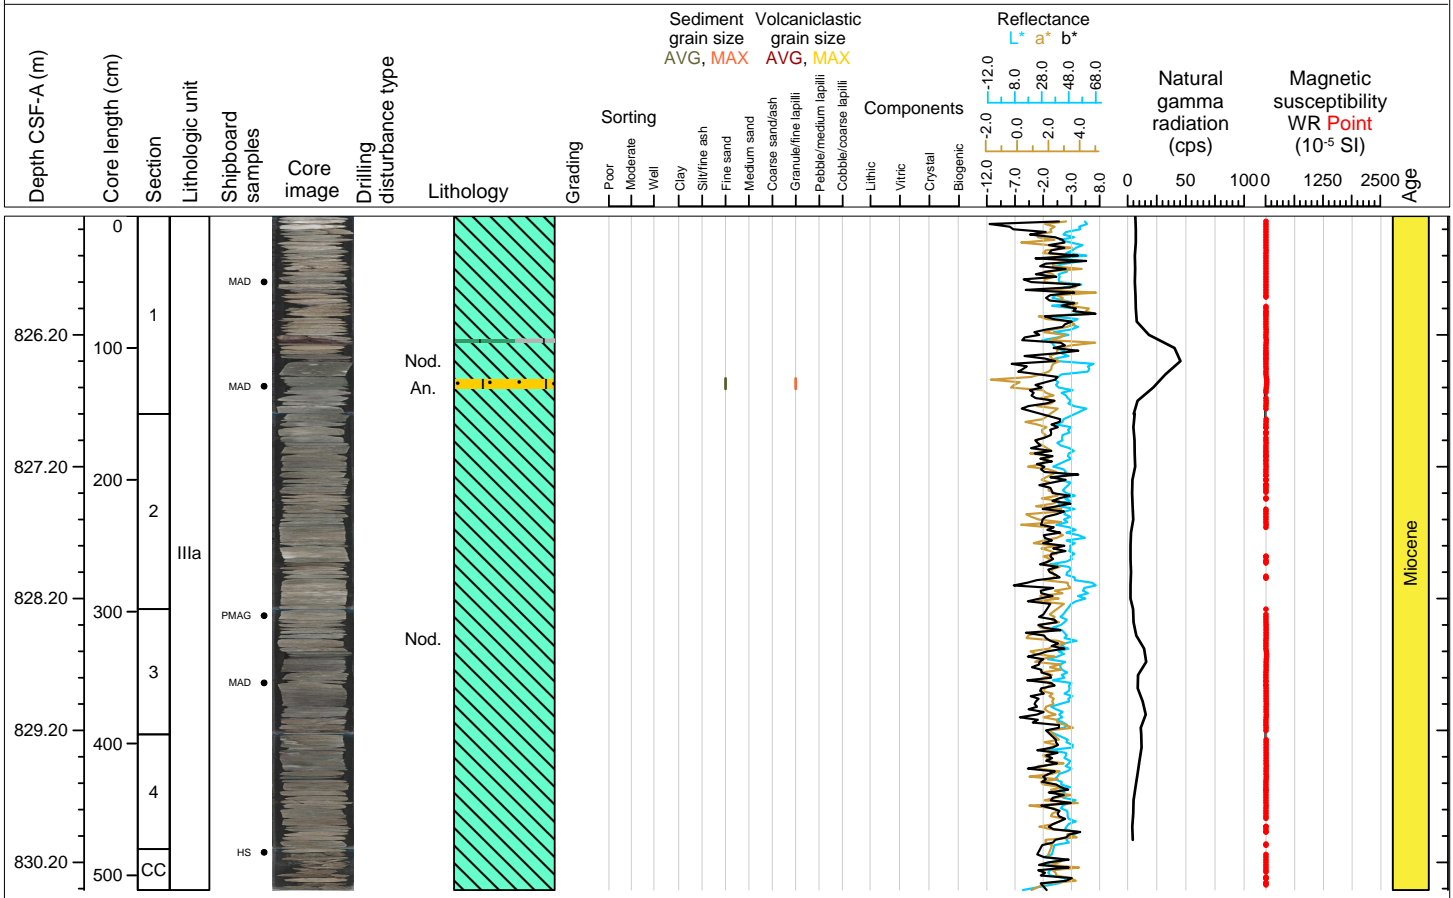 Depth CSF-A (m)
Core length (cm)
Section
Lithologic unit
Shipboard
samples
Core
image
Drilling
disturbance type
Lithology
Grading
Sorting
Poor
Moderate
Well
Sediment
grain size
AVG, MAX
Volcaniclastic
grain size
AVG, MAX
Clay
Silt/fine ash
Fine sand
Medium sand
Coarse sand/ash
Granule/fine lapilli
Pebble/medium lapilli
Cobble/coarse lapilli
Components
Lithic
Vitric
Crystal
Biogenic
Reflectance
L* a* b*
-12.0 8.0 28.0 48.0 68.0
-2.0 0.0 2.0 4.0
-12.0 -7.0 -2.0 3.0 8.0
Natural
gamma
radiation
(cps)
0 50 100
Magnetic
susceptibility
WR Point
(10-5 SI)
0 1250 2500
Age
0
1
MAD
826.20
100
Nod.
MAD
An.
827.20
200
2
IIIa
Miocene
828.20
300
PMAG
Nod.
3
MAD
829.20
400
4
HS
830.20
CC
500